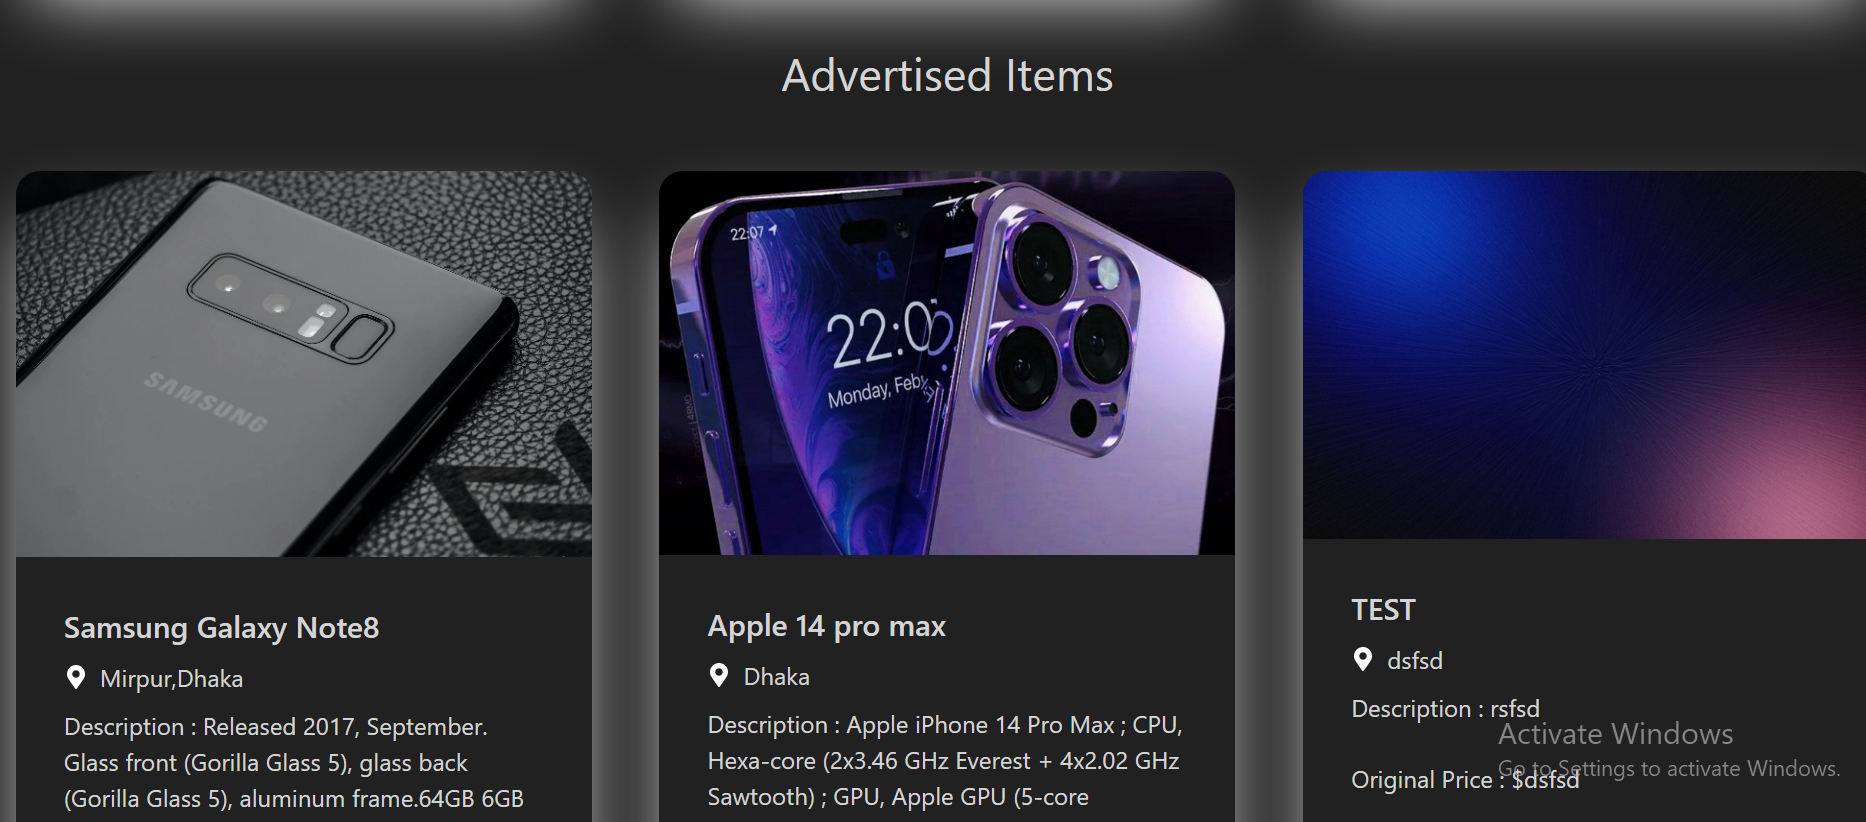 Advertised Items
SAMSUNG
22:07
22:0
Monday, Feb
Samsung Galaxy Note8
Mirpur,Dhaka
Description : Released 2017, September.
Glass front (Gorilla Glass 5), glass back
(Gorilla Glass 5), aluminum frame.64GB 6GB
Apple 14 pro max
Dhaka
Description : Apple iPhone 14 Pro Max ; CPU,
Hexa-core (2x3.46 GHz Everest + 4x2.02 GHz
Sawtooth) ; GPU, Apple GPU (5-core
TEST
dsfsd
Description : rsfsd
Original Price : $dsfsd
Activate Windows
Go to Settings to activate Windows.